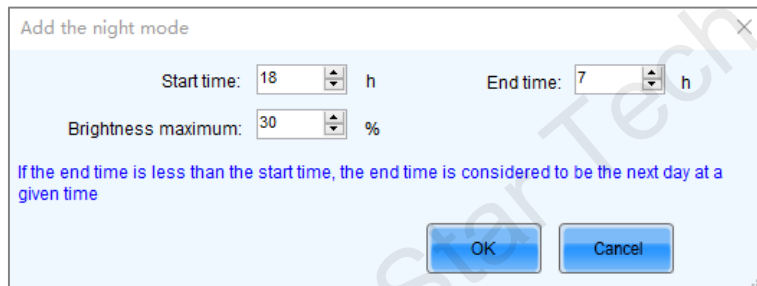 Add the night mode
Start time: 18 h End time: 7 h
Brightness maximum: 30 %
If the end time is less than the start time, the end time is considered to be the next day at a
given time
OK Cancel
Star Tech